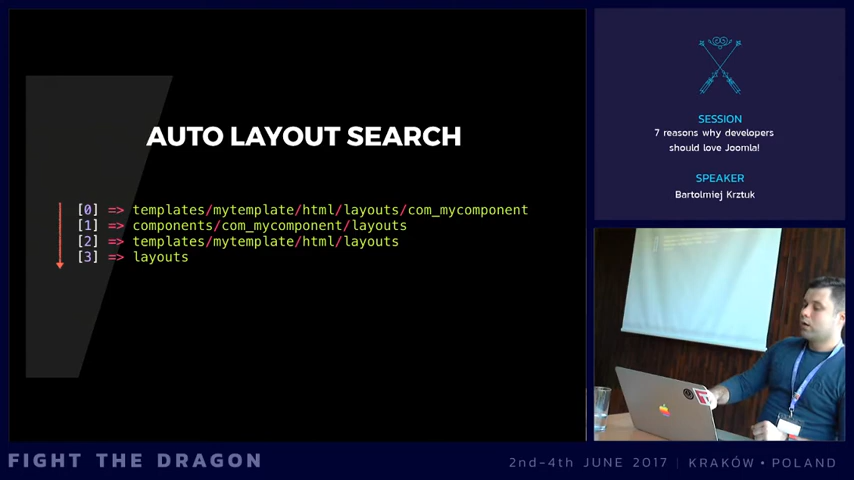 AUTO LAYOUT SEARCH
[0] => templates/mytemplate/html/layouts/com_mycomponent
[1] => components/com_mycomponent/layouts
[2] => templates/mytemplate/html/layouts
[3] => layouts
SESSION
7 reasons why developers
should love Joomla!
SPEAKER
Bartolmiej Krztuk
FIGHT THE DRAGON
2nd-4th JUNE 2017 | KRAKÓW • POLAND